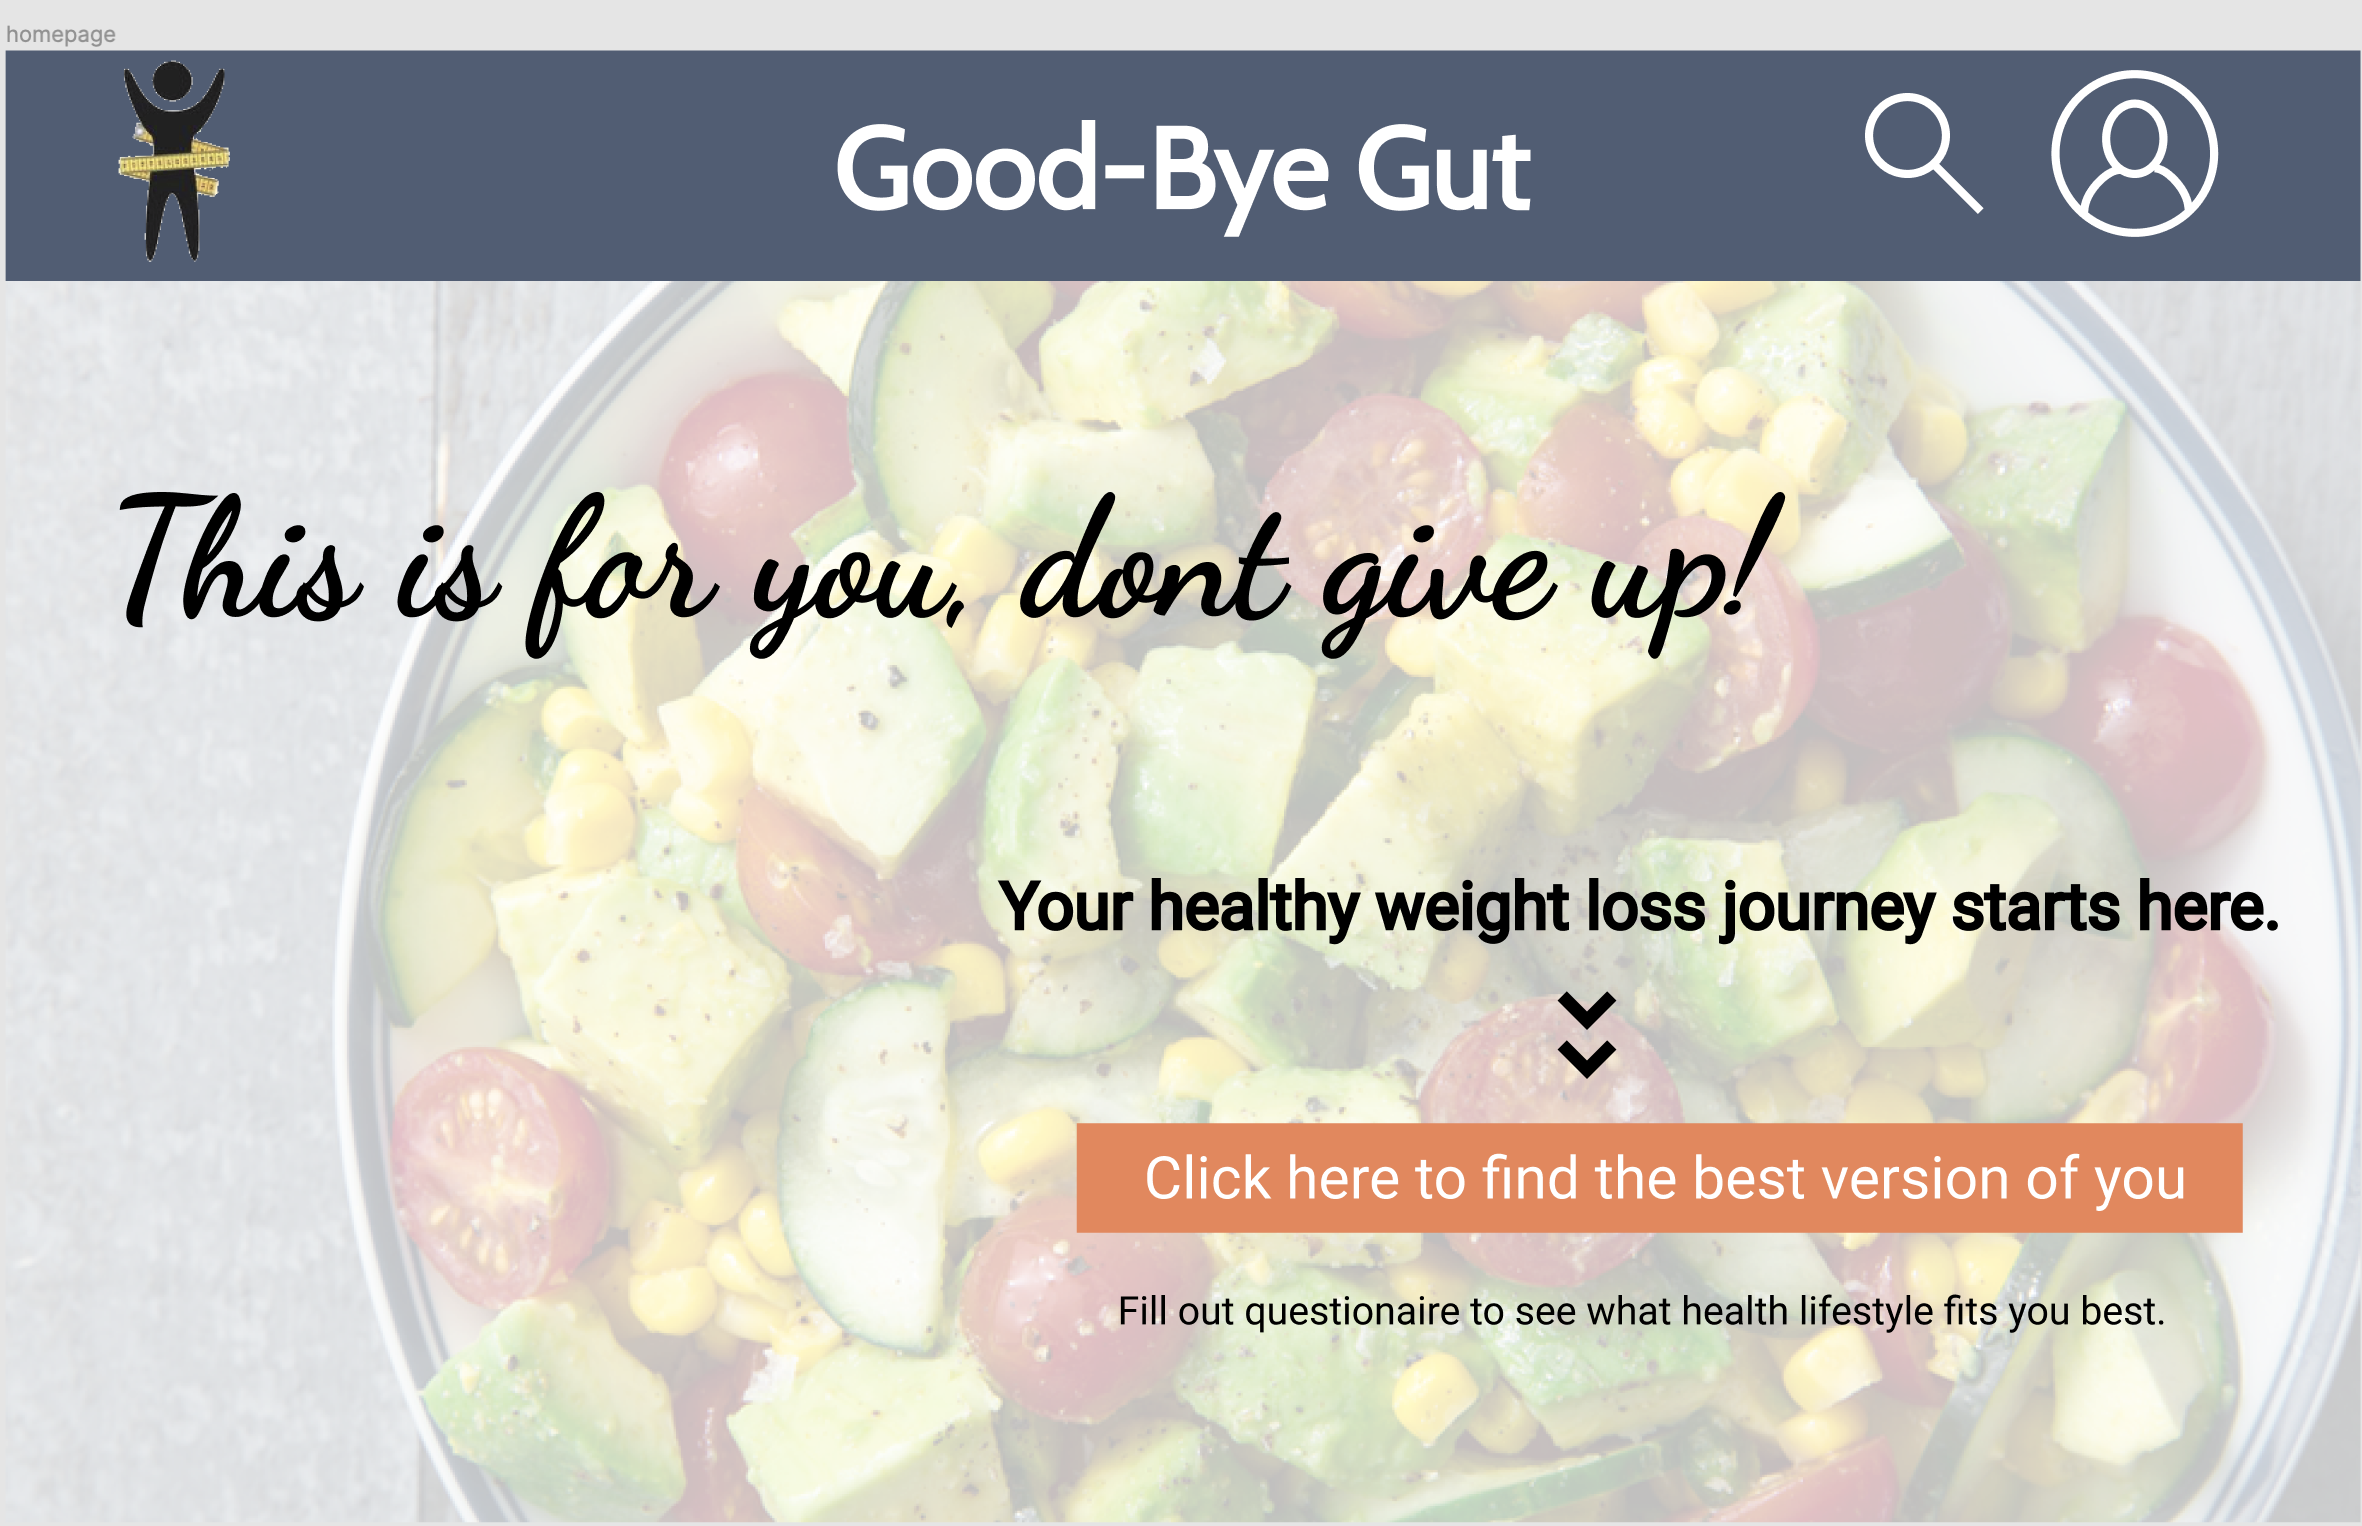 homepage
Good-Bye Gut
This is for you, dont give up!
Your healthy weight loss journey starts here.
Click here to find the best version of you
Fill out questionaire to see what health lifestyle fits you best.